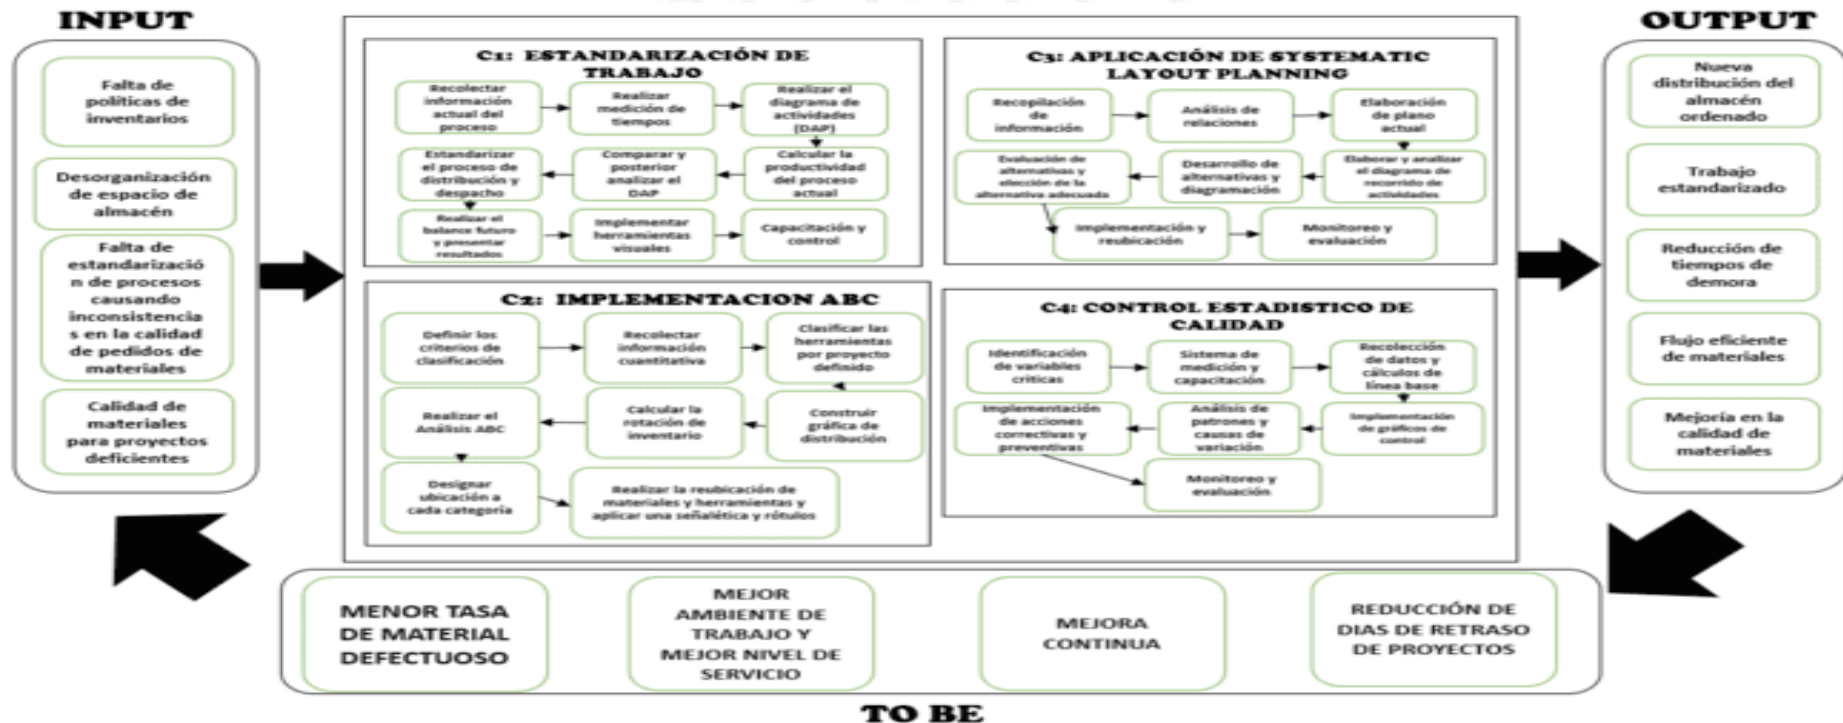 INPUT
Falta de
políticas de
inventarios
Desorganización
de espacio de
almacén
Falta de
estandarizació
n de procesos
causando
inconsistencia
s en la calidad
de pedidos de
materiales
Calidad de
materiales
para proyectos
deficientes
C1: ESTANDARIZACIÓN DE
TRABAJO
Recolectar
información
actual del
proceso
Realizar
medición de
tiempos
Realizar el
diagrama de
actividades
(DAP)
Calcular la
productividad
del proceso
actual
Comparar y
posterior
analizar el
DAP
Estandarizar
el proceso de
distribución y
despacho
Realizar el
balance futuro
y presentar
resultados
Implementar
herramientas
visuales
Capacitación y
control
C2: IMPLEMENTACION ABC
Definir los
criterios de
clasificación
Recolectar
información
cuantitativa
Clasificar las
herramientas
por proyecto
definido
Construir
gráfica de
distribución
Calcular la
rotación de
inventario
Realizar el
Análisis ABC
Designar
ubicación a
cada categoría
Realizar la reubicación de
materiales y herramientas y
aplicar una señalética y rótulos
C3: APLICACIÓN DE SYSTEMATIC
LAYOUT PLANNING
Recopilación
de
información
Análisis de
relaciones
Elaboración
de plano
actual
Elaborar y analizar
el diagrama de
recorrido de
actividades
Desarrollo de
alternativas y
diagramación
Evaluación de
alternativas y
elección de la
alternativa adecuada
Implementación y
reubicación
Monitoreo y
evaluación
C4: CONTROL ESTADISTICO DE
CALIDAD
Identificación
de variables
criticas
Sistema de
medición y
capacitación
Recolección
de datos y
cálculos de
línea base
Implementación
de gráficos de
control
Análisis de
patrones y
causas de
variación
Implementación
de acciones
correctivas y
preventivas
Monitoreo y
evaluación
OUTPUT
Nueva
distribución del
almacén
ordenado
Trabajo
estandarizado
Reducción de
tiempos de
demora
Flujo eficiente
de materiales
Mejoría en la
calidad de
materiales
MENOR TASA
DE MATERIAL
DEFECTUOSO
MEJOR
AMBIENTE DE
TRABAJO Y
MEJOR NIVEL DE
SERVICIO
MEJORA
CONTINUA
REDUCCIÓN DE
DIAS DE RETRASO
DE PROYECTOS
TO BE